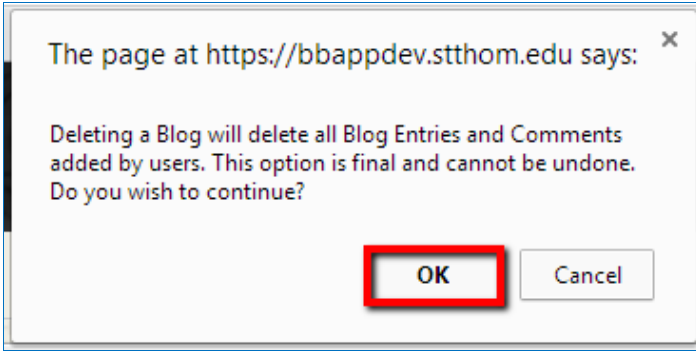 The page at https://bbappdev.stthom.edu says:
Deleting a Blog will delete all Blog Entries and Comments
added by users. This option is final and cannot be undone.
Do you wish to continue?
OK Cancel